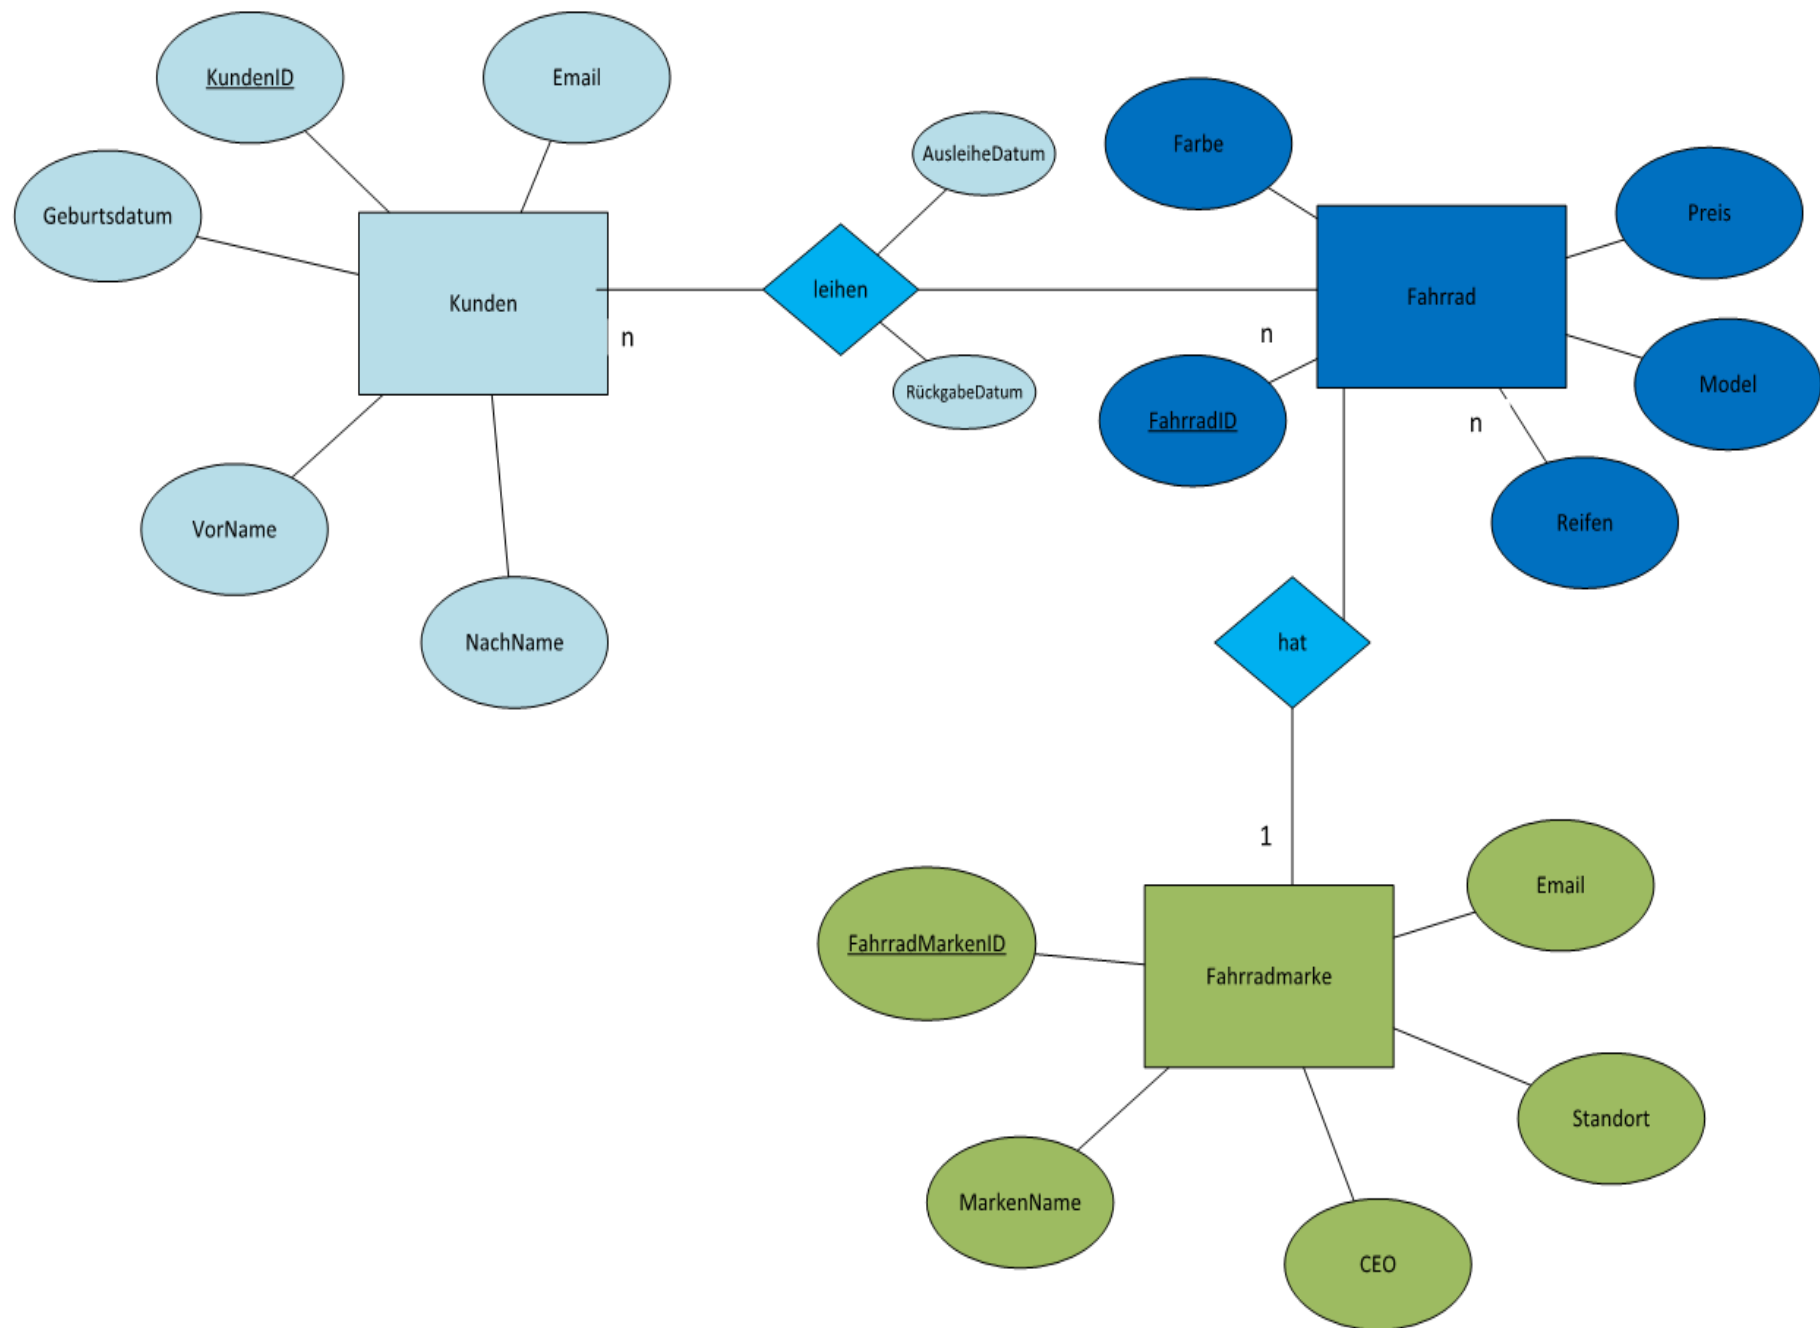 KundenID
Email
AusleiheDatum
Farbe
Geburtsdatum
Preis
Kunden
leihen
Fahrrad
n
n
RückgabeDatum
Model
FahrradID
n
VorName
Reifen
NachName
hat
1
Email
FahrradMarkenID
Fahrradmarke
Standort
MarkenName
CEO